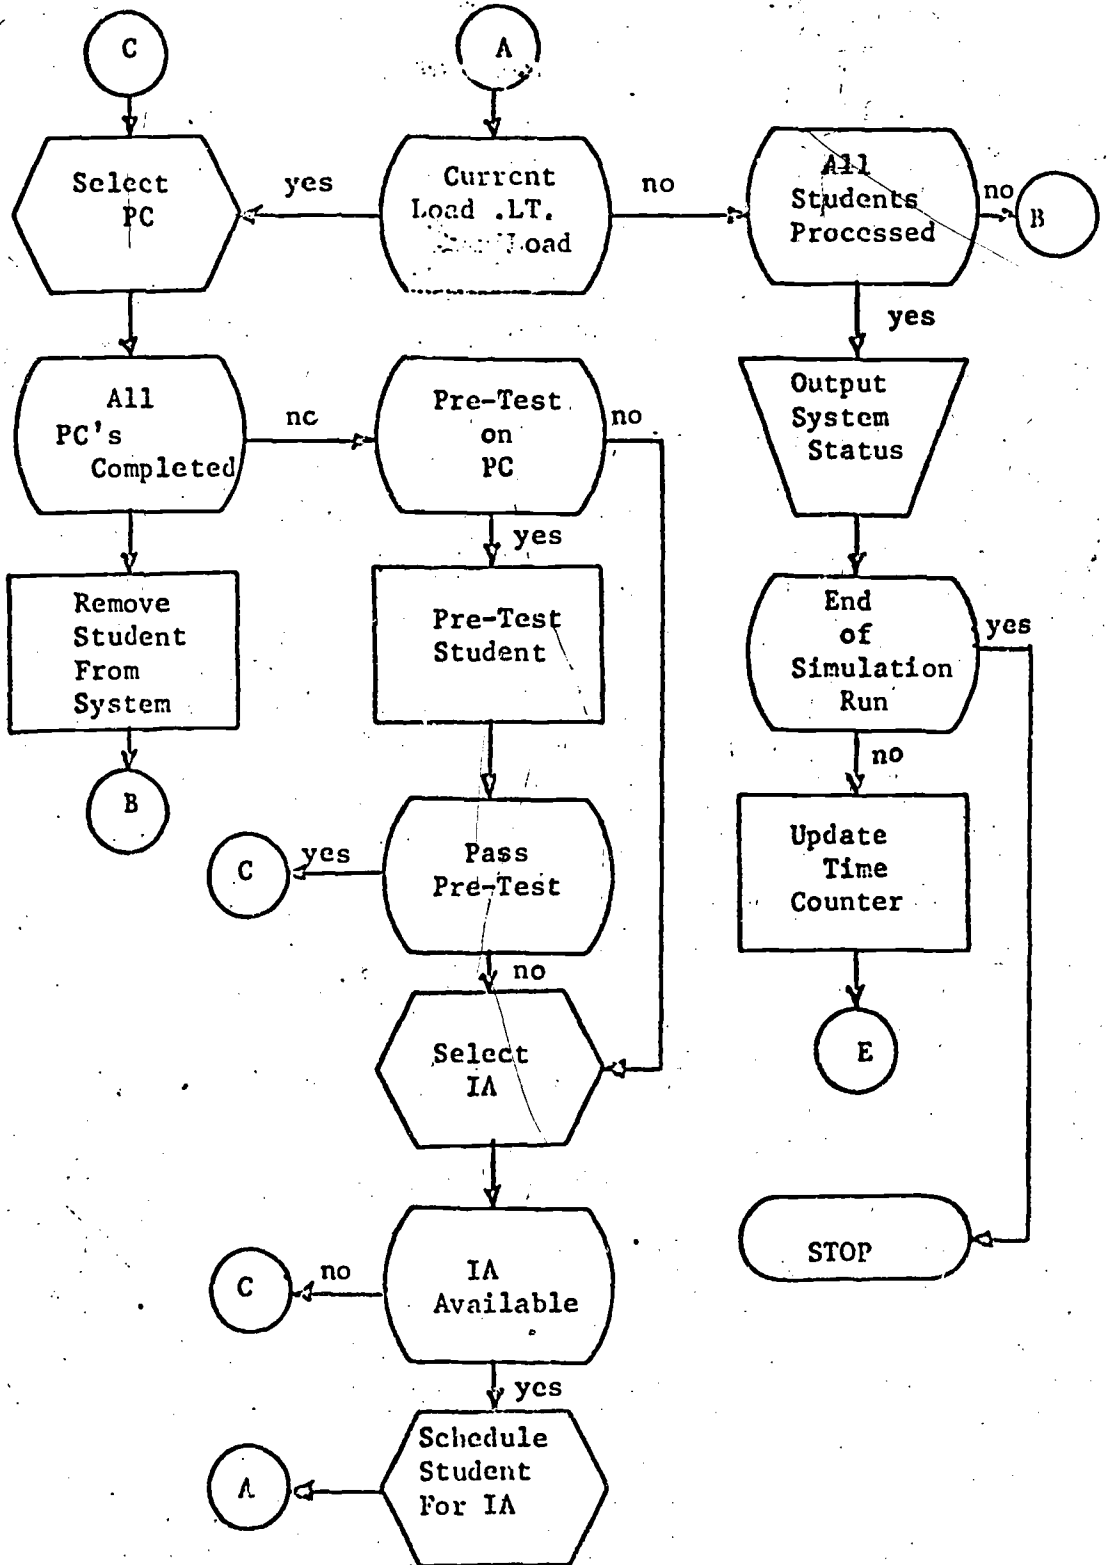 C
A
Select
PC
yes
Current
Load .LT.
Load
no
All
Students
Processed
no
B
yes
All
PC's
Completed
nc
Pre-Test
on
PC
no
Output
System
Status
yes
Remove
Student
From
System
Pre-Test
Student
End
of
Simulation
Run
yes
no
B
C
yes
Pass
Pre-Test
Update
Time
Counter
no
Select
IA
E
C
no
IA
Available
STOP
yes
A
Schedule
Student
For IA